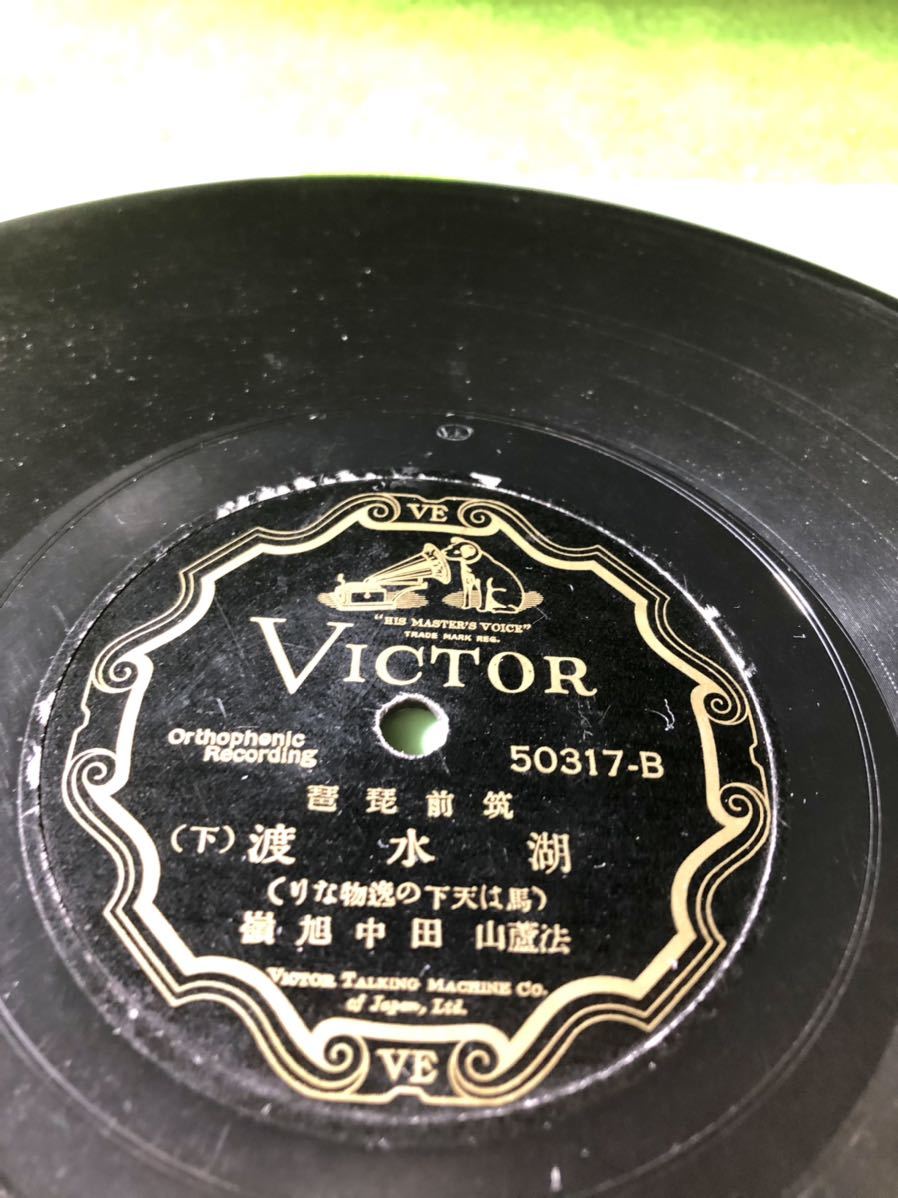 VE
"HIS MASTER'S VOICE"
TRADE MARK REG.
VICTOR
Orthophonic
Recording
50317-B
筑前琵琶
湖水渡(下)
(馬は天下の逸物なり)
法蘆山 田中旭嶺
VICTOR TALKING MACHINE CO.
of Japan, Ltd.
VE